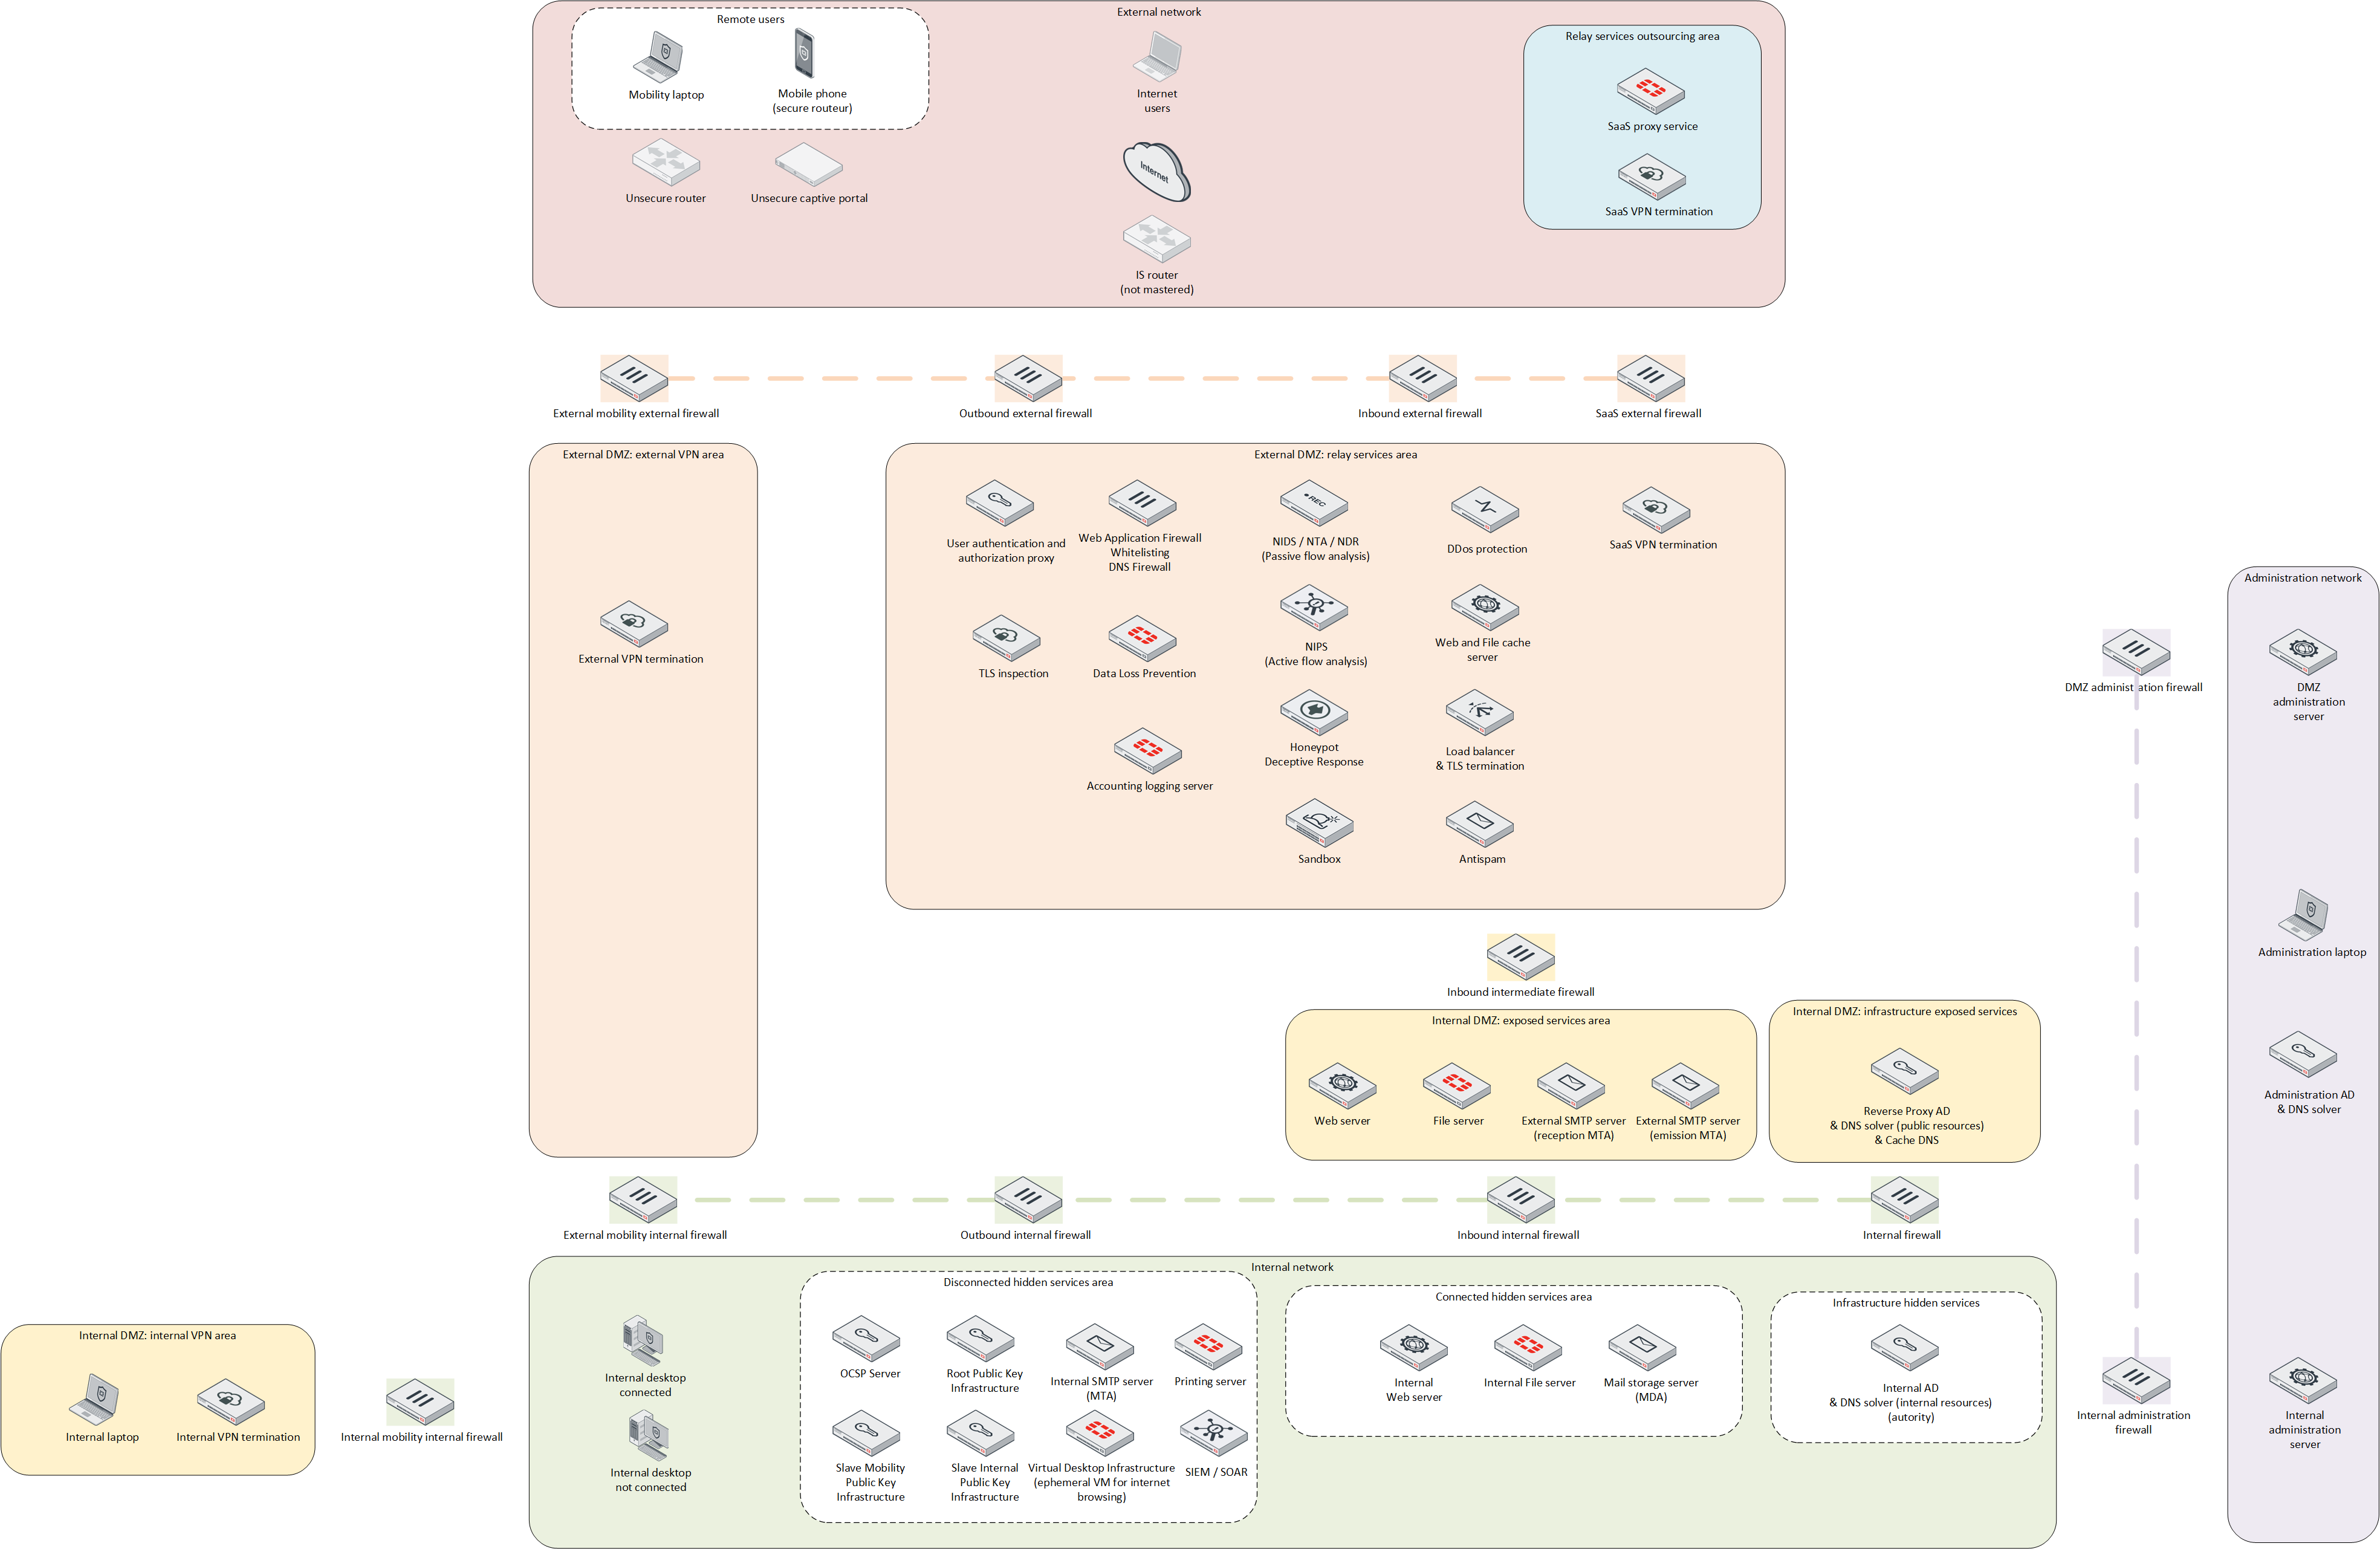 External network
Remote users
Mobility laptop
Mobile phone
(secure routeur)
Unsecure router
Unsecure captive portal
Internet
users
Internet
IS router
(not mastered)
Relay services outsourcing area
SaaS proxy service
SaaS VPN termination
External mobility external firewall
Outbound external firewall
Inbound external firewall
SaaS external firewall
External DMZ: external VPN area
External VPN termination
External DMZ: relay services area
User authentication and
authorization proxy
Web Application Firewall
Whitelisting
DNS Firewall
REC
NIDS / NTA / NDR
(Passive flow analysis)
DDos protection
SaaS VPN termination
TLS inspection
Data Loss Prevention
NIPS
(Active flow analysis)
Web and File cache
server
Accounting logging server
Honeypot
Deceptive Response
Load balancer
& TLS termination
Sandbox
Antispam
Inbound intermediate firewall
Internal DMZ: exposed services area
Web server
File server
External SMTP server
(reception MTA)
External SMTP server
(emission MTA)
Internal DMZ: infrastructure exposed services
Reverse Proxy AD
& DNS solver (public resources)
& Cache DNS
DMZ administration firewall
Administration network
DMZ
administration
server
Administration laptop
Administration AD
& DNS solver
Internal
administration
server
External mobility internal firewall
Outbound internal firewall
Inbound internal firewall
Internal firewall
Internal administration
firewall
Internal DMZ: internal VPN area
Internal laptop
Internal VPN termination
Internal mobility internal firewall
Internal network
Internal desktop
connected
Internal desktop
not connected
Disconnected hidden services area
OCSP Server
Root Public Key
Infrastructure
Internal SMTP server
(MTA)
Printing server
Slave Mobility
Public Key
Infrastructure
Slave Internal
Public Key
Infrastructure
Virtual Desktop Infrastructure
(ephemeral VM for internet
browsing)
SIEM / SOAR
Connected hidden services area
Internal
Web server
Internal File server
Mail storage server
(MDA)
Infrastructure hidden services
Internal AD
& DNS solver (internal resources)
(autority)